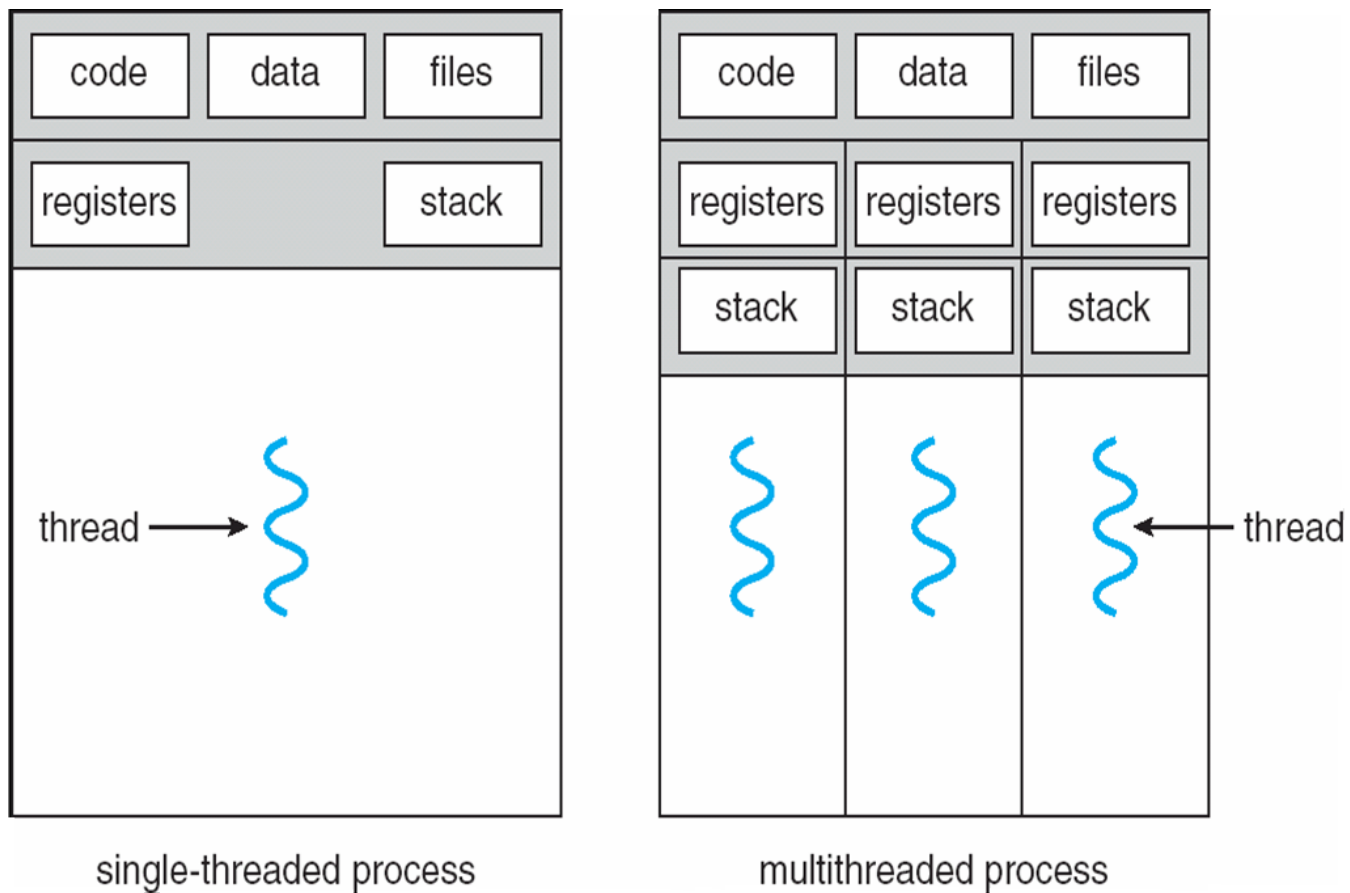 code data files
registers stack
thread
single-threaded process
code data files
registers registers registers
stack stack stack
thread
multithreaded process